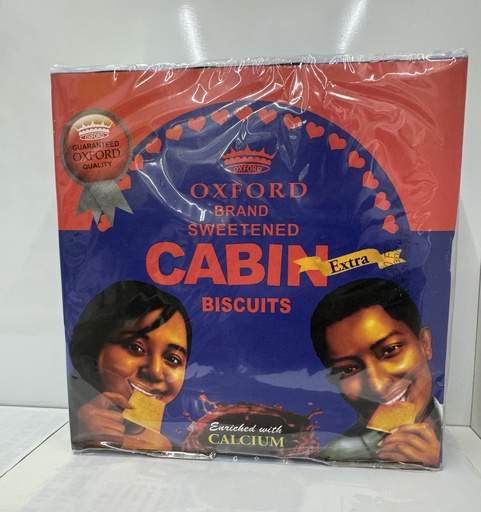 GUARANTEED
OXFORD
QUALITY
OXFORD
OXFORD
BRAND
SWEETENED
CABIN
Extra
BISCUITS
Enriched with
CALCIUM